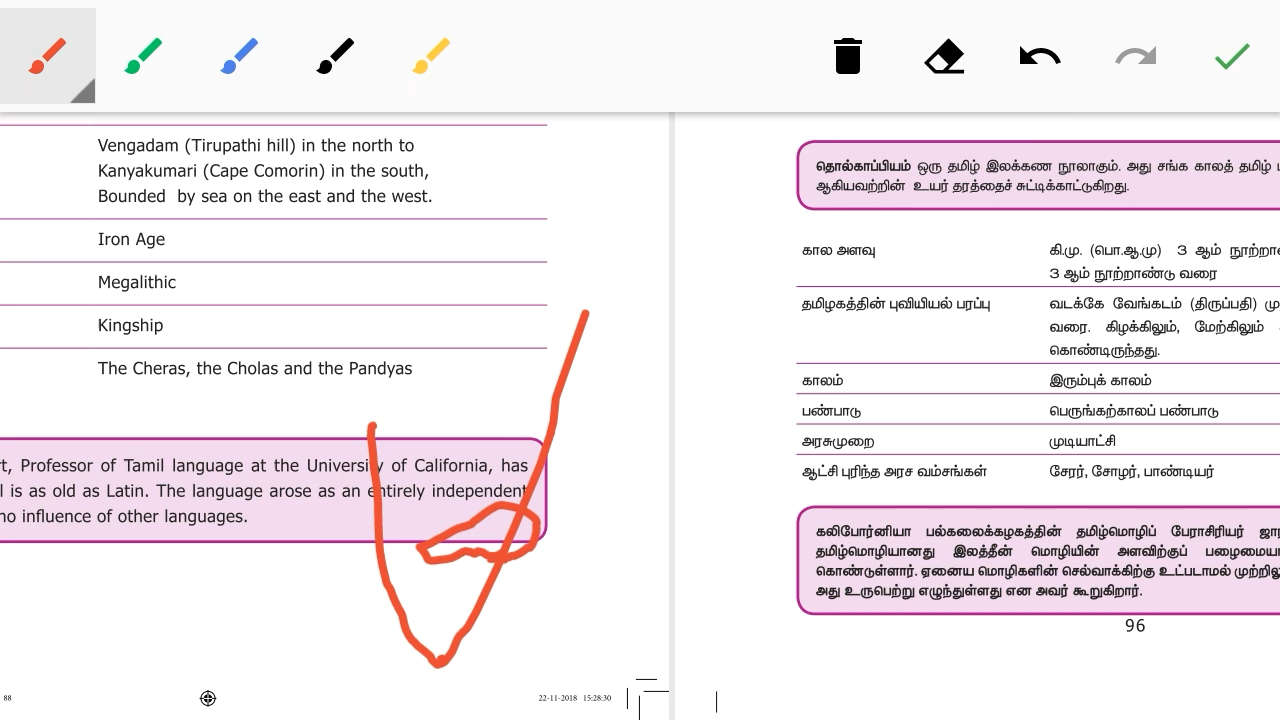 Vengadam (Tirupathi hill) in the north to
Kanyakumari (Cape Comorin) in the south,
Bounded by sea on the east and the west.
Iron Age
Megalithic
Kingship
The Cheras, the Cholas and the Pandyas
Professor of Tamil language at the University of California, has
is as old as Latin. The language arose as an entirely independent
no influence of other languages.
88
22-11-2018 15:28:30
தொல்காப்பியம் ஒரு தமிழ் இலக்கண நூலாகும். அது சங்க காலத் தமிழ்
ஆகியவற்றின் உயர் தரத்தைச் சுட்டிக்காட்டுகிறது.
கால அளவு
கி.மு. (பொ.ஆ.மு) 3 ஆம்
3 ஆம் நூற்றாண்டு வரை
தமிழகத்தின் புவியியல் பரப்பு
வடக்கே வேங்கடம் (திருப்பதி)
வரை. கிழக்கிலும், மேற்கிலும்
கொண்டிருந்தது.
காலம்
இரும்புக் காலம்
பண்பாடு
பெருங்கற்காலப் பண்பாடு
அரசுமுறை
முடியாட்சி
ஆட்சி புரிந்த அரச வம்சங்கள்
சேரர், சோழர், பாண்டியர்
கலிபோர்னியா பல்கலைக்கழகத்தின் தமிழ்மொழிப் பேராசிரியர்
தமிழ்மொழியானது இலத்தீன் மொழியின் அளவிற்குப்
கொண்டுள்ளார். ஏனைய மொழிகளின் செல்வாக்கிற்கு உட்படாமல்
அது உருபெற்று எழுந்துள்ளது என அவர் கூறுகிறார்.
96